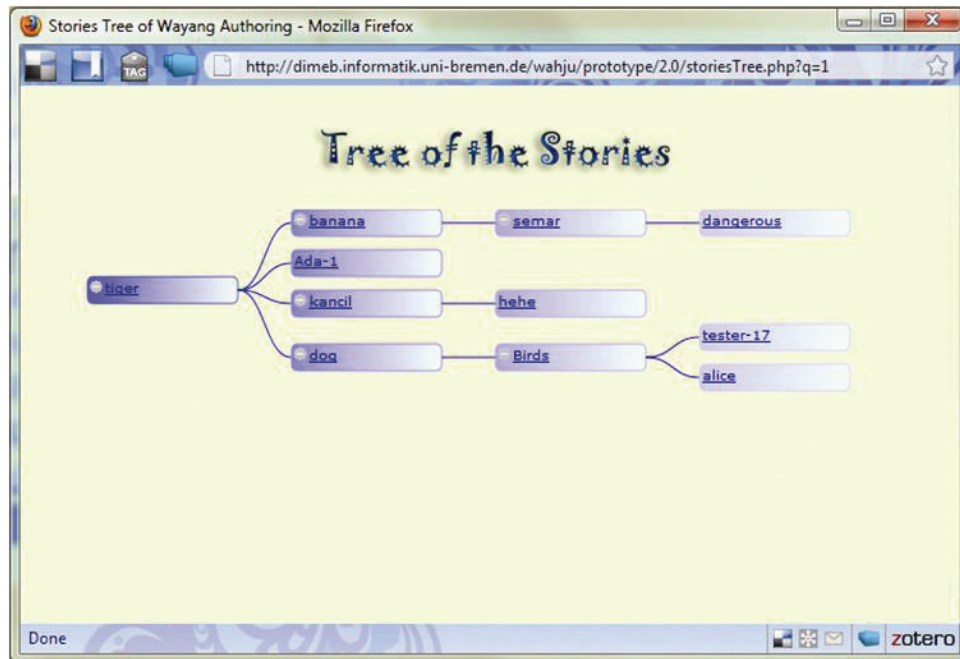 Stories Tree of Wayang Authoring - Mozilla Firefox
TAG
http://dimeb.informatik.uni-bremen.de/wahju/prototype/2.0/storiesTree.php?q=1
Tree of the Stories
banana semar dangerous
Ada-1
tiger
kancil hehe
tester-17
dog Birds
alice
Done
zotero